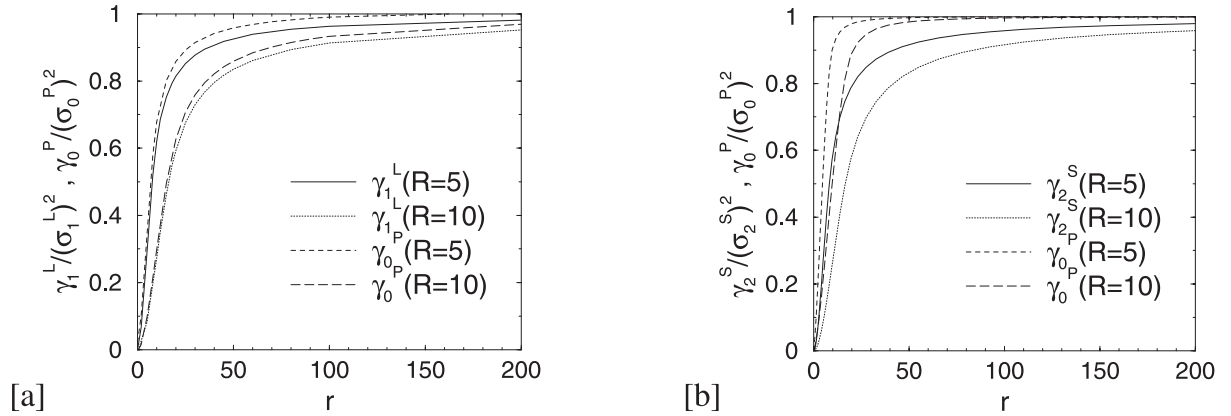 γ₁ᴸ/(σ₁ᴸ)² , γ₀ᴾ/(σ₀ᴾ)²
1
0.8
0.6
0.4
0.2
0
γ₁ᴸ(R=5)
γ₁ᴸ(R=10)
γ₀ᴾ(R=5)
γ₀ᴾ(R=10)
0 50 100 150 200
r
[a]
γ₂ˢ/(σ₂ˢ)² , γ₀ᴾ/(σ₀ᴾ)²
1
0.8
0.6
0.4
0.2
0
γ₂ˢ(R=5)
γ₂ˢ(R=10)
γ₀ᴾ(R=5)
γ₀ᴾ(R=10)
0 50 100 150 200
r
[b]